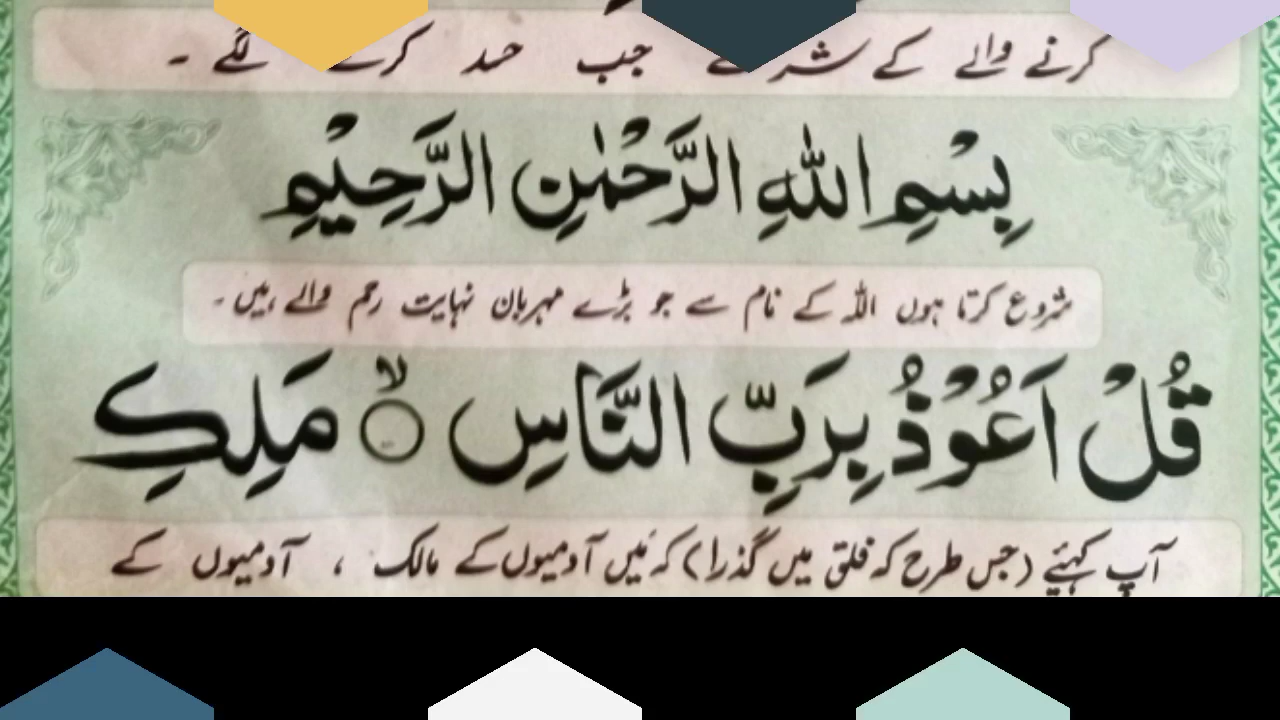 کرنے والے کے شر سے جب حسد کرنے لگے ۔
بِسْمِ اللهِ الرَّحْمٰنِ الرَّحِيْمِ
شروع کرتا ہوں اللہ کے نام سے جو بڑے مہربان نہایت رحم والے ہیں ۔
قُلْ اَعُوْذُ بِرَبِّ النَّاسِ ۙ مَلِكِ
آپ کہیئے (جس طرح کہ فلق میں گذرا) کہ میں آدمیوں کے مالک ، آدمیوں کے